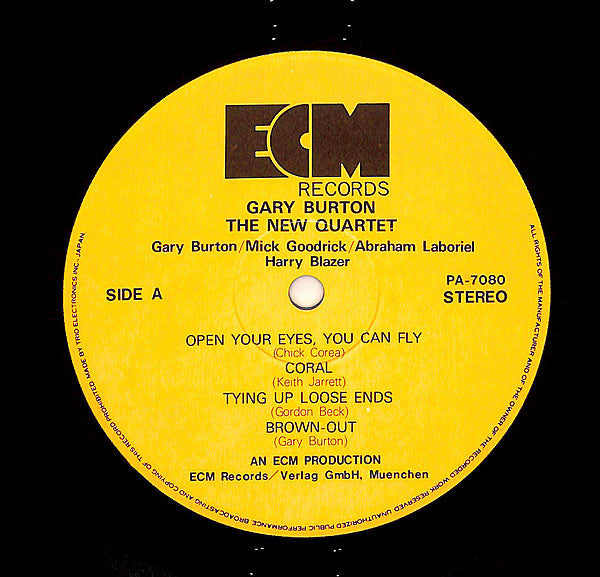 ECM
RECORDS
GARY BURTON
THE NEW QUARTET
Gary Burton/Mick Goodrick/Abraham Laboriel
Harry Blazer
SIDE A
PA-7080
STEREO
OPEN YOUR EYES, YOU CAN FLY
(Chick Corea)
CORAL
(Keith Jarrett)
TYING UP LOOSE ENDS
(Gordon Beck)
BROWN-OUT
(Gary Burton)
AN ECM PRODUCTION
ECM Records/Verlag GmbH, Muenchen
ALL RIGHTS OF THE MANUFACTURER AND OF THE OWNER OF THE RECORDED WORK RESERVED UNAUTHORIZED PUBLIC PERFORMANCE BROADCASTING AND COPYING OF THIS RECORD PROHIBITED MADE BY TRIO ELECTRONICS INC - JAPAN.